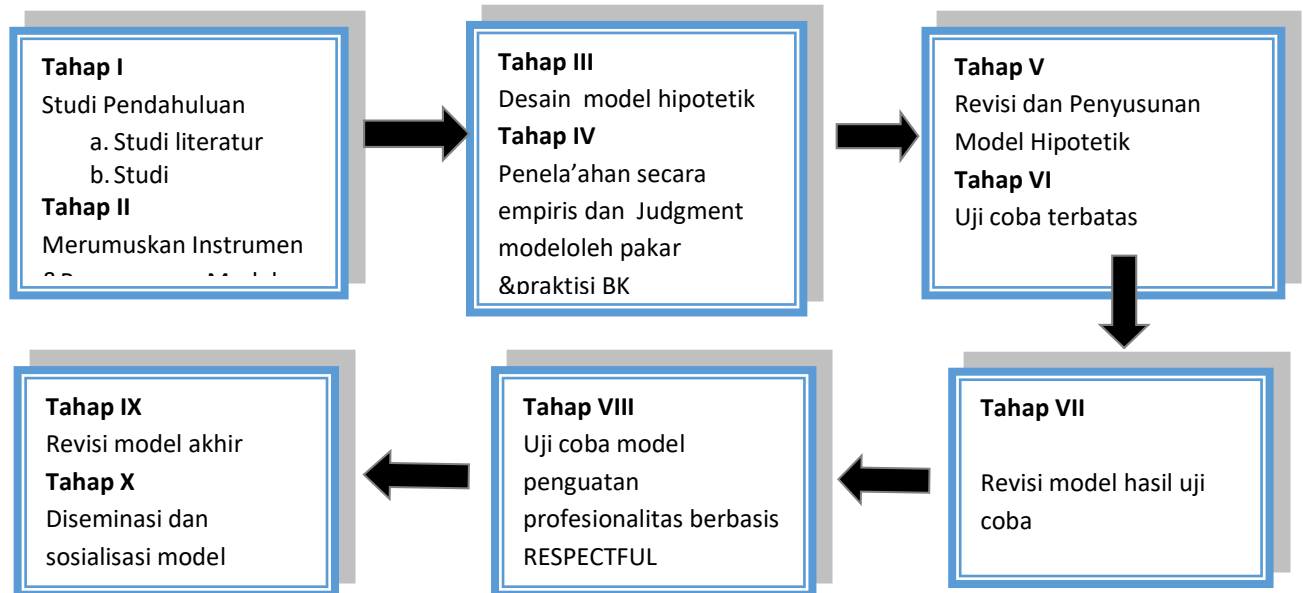 Tahap I
Studi Pendahuluan
a. Studi literatur
b. Studi
Tahap II
Merumuskan Instrumen
Tahap III
Desain model hipotetik
Tahap IV
Penela’ahan secara
empiris dan Judgment
modeloleh pakar
&praktisi BK
Tahap V
Revisi dan Penyusunan
Model Hipotetik
Tahap VI
Uji coba terbatas
Tahap VII
Revisi model hasil uji
coba
Tahap VIII
Uji coba model
penguatan
profesionalitas berbasis
RESPECTFUL
Tahap IX
Revisi model akhir
Tahap X
Diseminasi dan
sosialisasi model